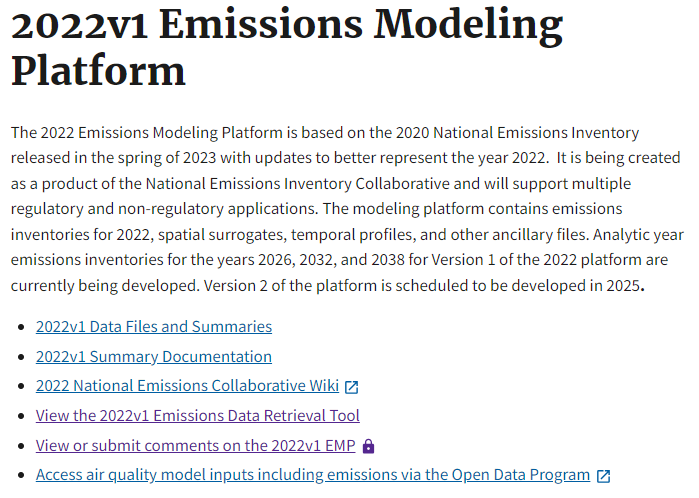 2022v1 Emissions Modeling
Platform
The 2022 Emissions Modeling Platform is based on the 2020 National Emissions Inventory
released in the spring of 2023 with updates to better represent the year 2022.  It is being created
as a product of the National Emissions Inventory Collaborative and will support multiple
regulatory and non-regulatory applications. The modeling platform contains emissions
inventories for 2022, spatial surrogates, temporal profiles, and other ancillary files. Analytic year
emissions inventories for the years 2026, 2032, and 2038 for Version 1 of the 2022 platform are
currently being developed. Version 2 of the platform is scheduled to be developed in 2025.
• 2022v1 Data Files and Summaries
• 2022v1 Summary Documentation
• 2022 National Emissions Collaborative Wiki
• View the 2022v1 Emissions Data Retrieval Tool
• View or submit comments on the 2022v1 EMP
• Access air quality model inputs including emissions via the Open Data Program